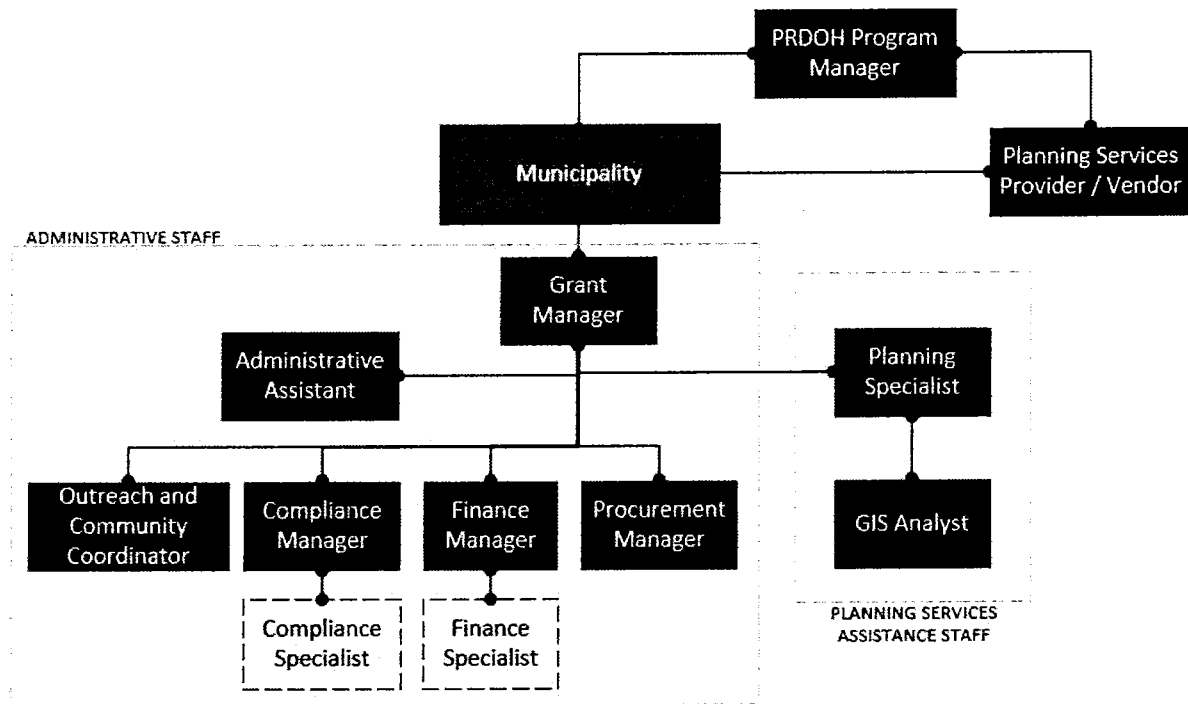 PRDOH Program
Manager
Municipality
Planning Services
Provider / Vendor
ADMINISTRATIVE STAFF
Grant
Manager
Administrative
Assistant
Planning
Specialist
Outreach and
Community
Coordinator
Compliance
Manager
Finance
Manager
Procurement
Manager
GIS Analyst
Compliance
Specialist
Finance
Specialist
PLANNING SERVICES
ASSISTANCE STAFF